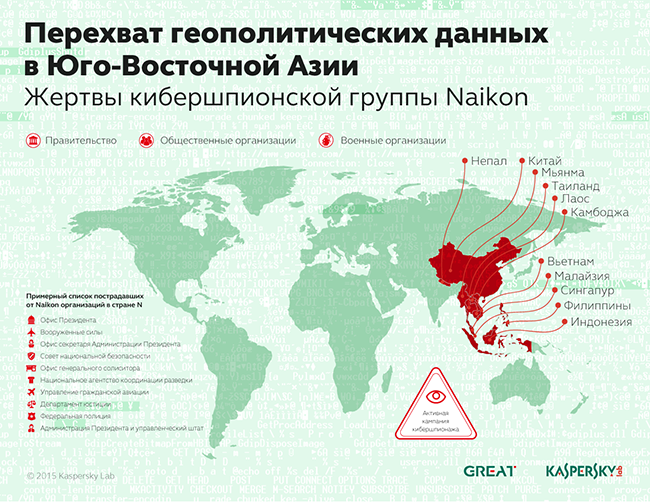 Перехват геополитических данных
в Юго-Восточной Азии
Жертвы кибершпионской группы Naikon
Правительство
Общественные организации
Военные организации
Непал
Китай
Мьянма
Таиланд
Лаос
Камбоджа
Вьетнам
Малайзия
Сингапур
Филиппины
Индонезия
Примерный список пострадавших
от Naikon организаций в стране N
Офис Президента
Вооруженные силы
Офис секретаря Администрации Президента
Совет национальной безопасности
Офис генерального солиситора
Национальное агентство координации разведки
Управление гражданской авиации
Департамент юстиции
Федеральная полиция
Администрация Президента и управленческий штат
Активная
кампания
кибершпионажа
© 2015 Kaspersky Lab
GREAT
KASPERSKY lab